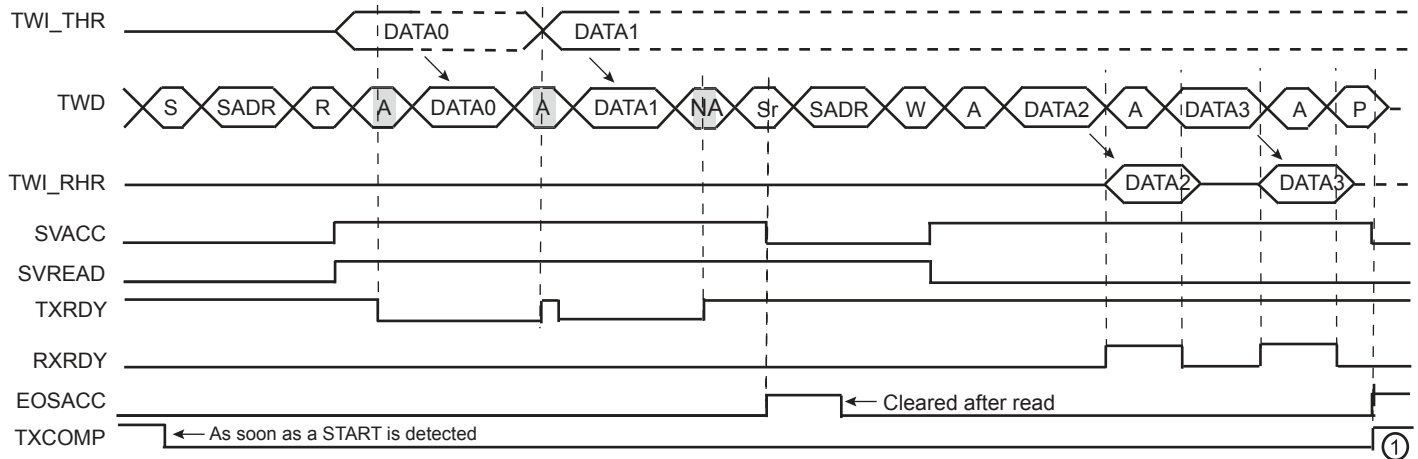 TWI_THR DATA0 DATA1
TWD S SADR R A DATA0 A DATA1 NA Sr SADR W A DATA2 A DATA3 A P
TWI_RHR DATA2 DATA3
SVACC
SVREAD
TXRDY
RXRDY
EOSACC Cleared after read
TXCOMP As soon as a START is detected 1